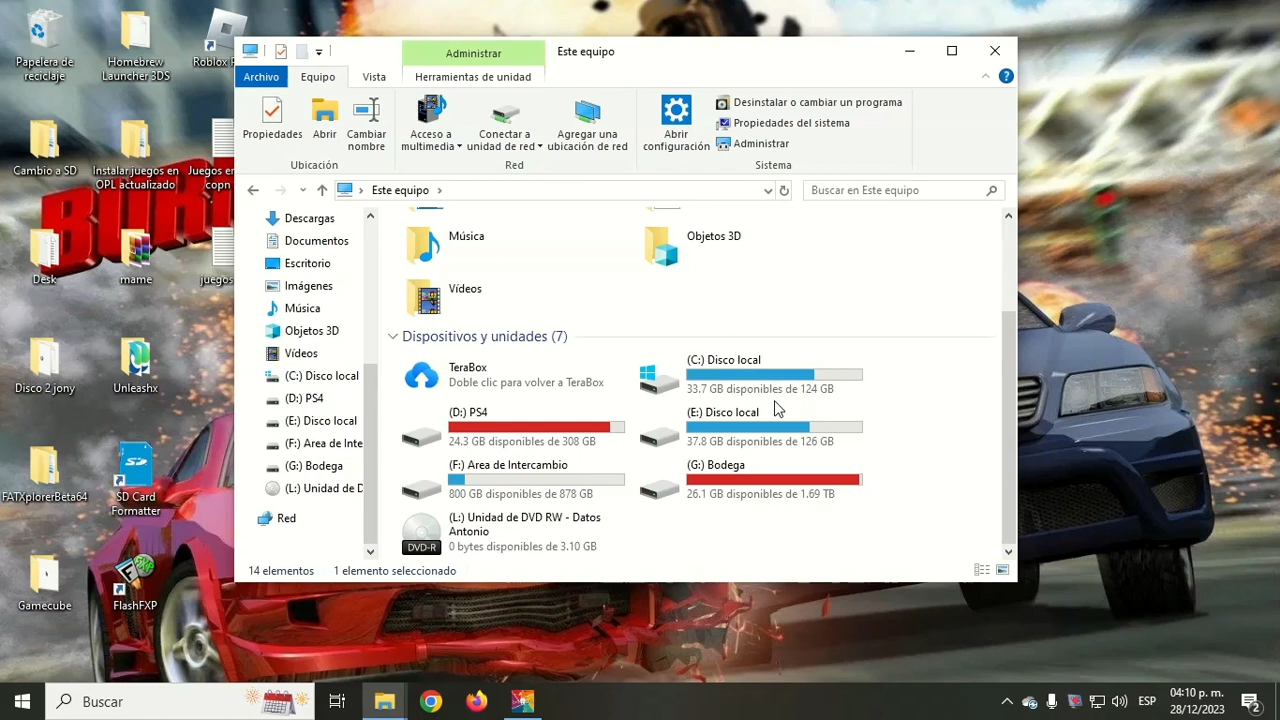 Papelera de
reciclaje
Homebrew
Launcher 3DS
Roblox P
Cambio a SD
Instalar juegos en
OPL actualizado
Juegos en
copn
Desk
mame
juegos
Disco 2 jony
Unleashx
FATXplorerBeta64
SD Card
Formatter
Gamecube
FlashFXP
Administrar
Este equipo
Archivo
Equipo
Vista
Herramientas de unidad
Propiedades
Abrir
Cambiar
nombre
Ubicación
Acceso a
multimedia
Conectar a
unidad de red
Agregar una
ubicación de red
Red
Abrir
configuración
Desinstalar o cambiar un programa
Propiedades del sistema
Administrar
Sistema
Este equipo
Buscar en Este equipo
Descargas
Documentos
Escritorio
Imágenes
Música
Objetos 3D
Vídeos
(C:) Disco local
(D:) PS4
(E:) Disco local
(F:) Area de Inte
(G:) Bodega
(L:) Unidad de D
Red
Música
Objetos 3D
Vídeos
Dispositivos y unidades (7)
TeraBox
Doble clic para volver a TeraBox
(C:) Disco local
33.7 GB disponibles de 124 GB
(D:) PS4
24.3 GB disponibles de 308 GB
(E:) Disco local
37.8 GB disponibles de 126 GB
(F:) Area de Intercambio
800 GB disponibles de 878 GB
(G:) Bodega
26.1 GB disponibles de 1.69 TB
(L:) Unidad de DVD RW - Datos
Antonio
0 bytes disponibles de 3.10 GB
DVD-R
14 elementos
1 elemento seleccionado
Buscar
ESP
04:10 p. m.
28/12/2023
2